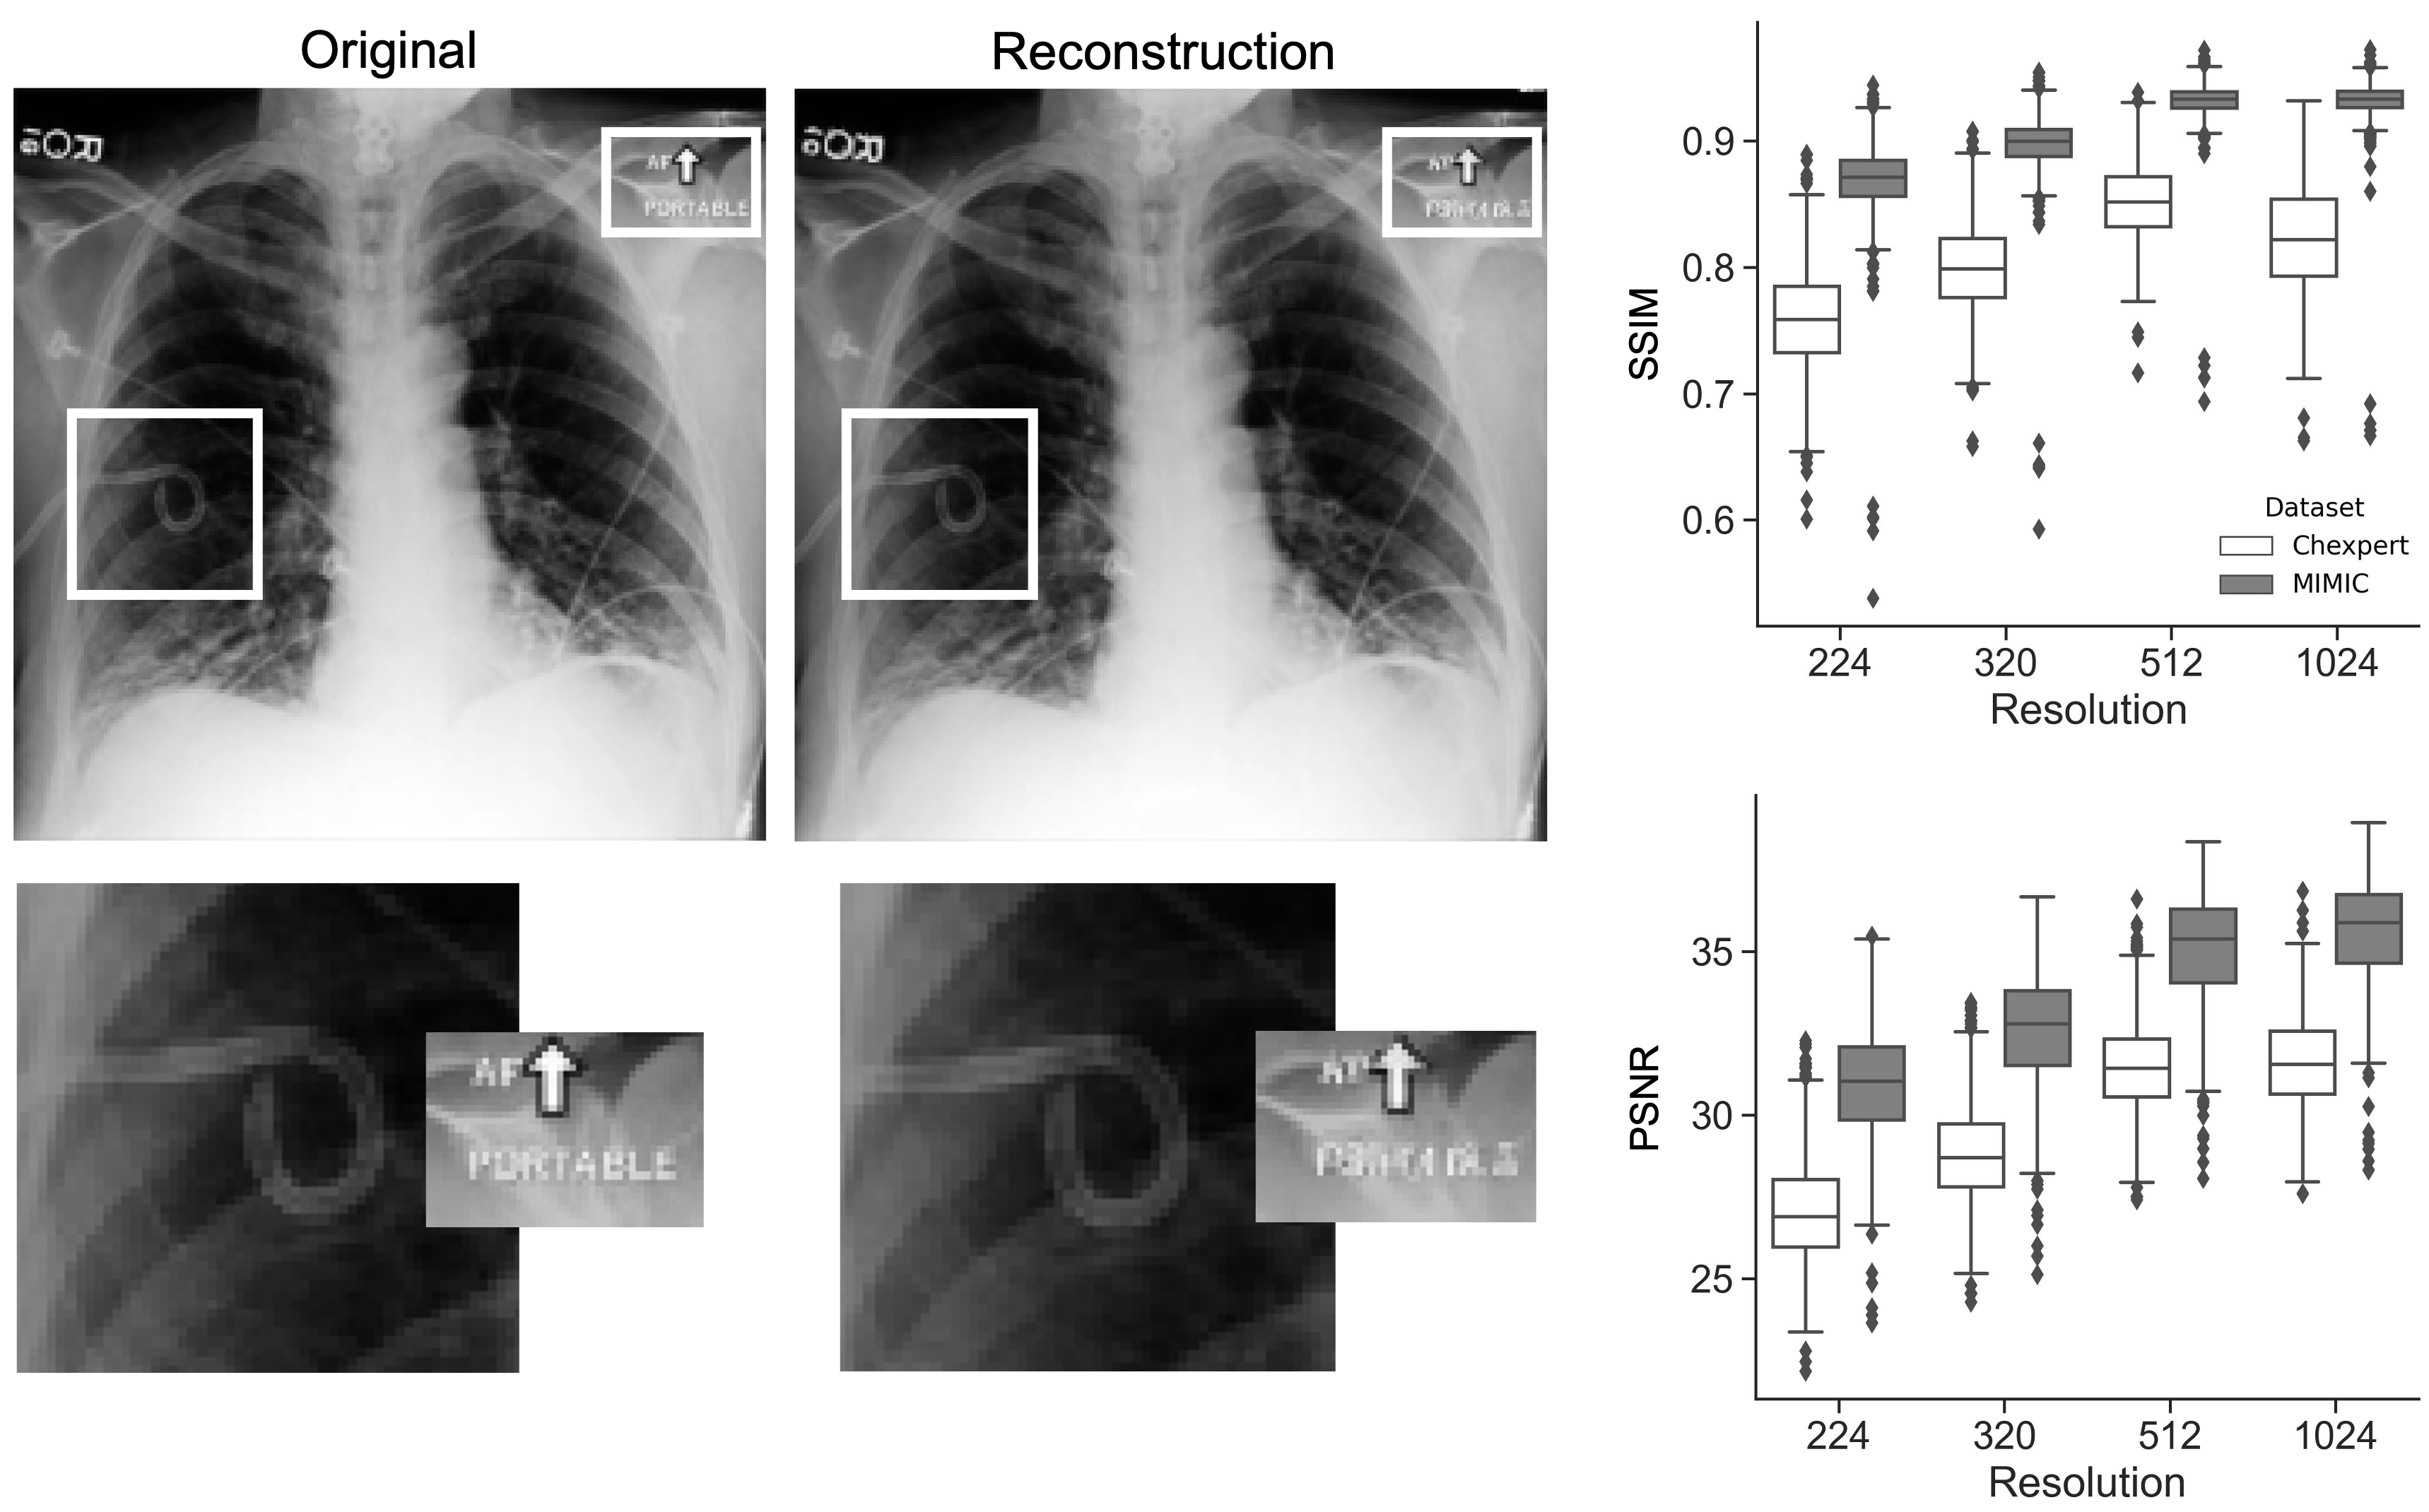 Original
Reconstruction
AP
PORTABLE
AP
PORTABLE
SSIM
0.9
0.8
0.7
0.6
Dataset
Chexpert
MIMIC
224 320 512 1024
Resolution
PSNR
35
30
25
224 320 512 1024
Resolution